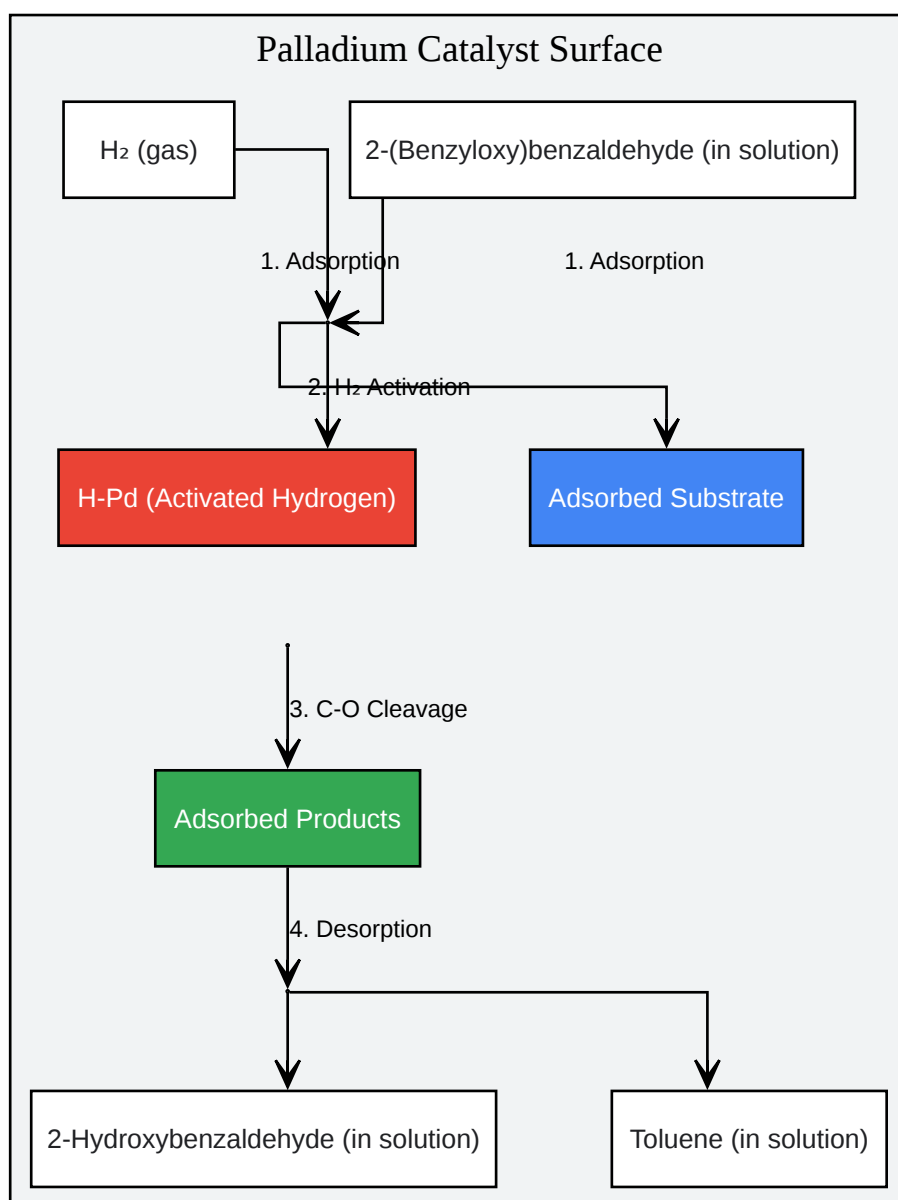 Palladium Catalyst Surface
H₂ (gas)
2-(Benzyloxy)benzaldehyde (in solution)
1. Adsorption
1. Adsorption
2. H₂ Activation
H-Pd (Activated Hydrogen)
Adsorbed Substrate
3. C-O Cleavage
Adsorbed Products
4. Desorption
2-Hydroxybenzaldehyde (in solution)
Toluene (in solution)